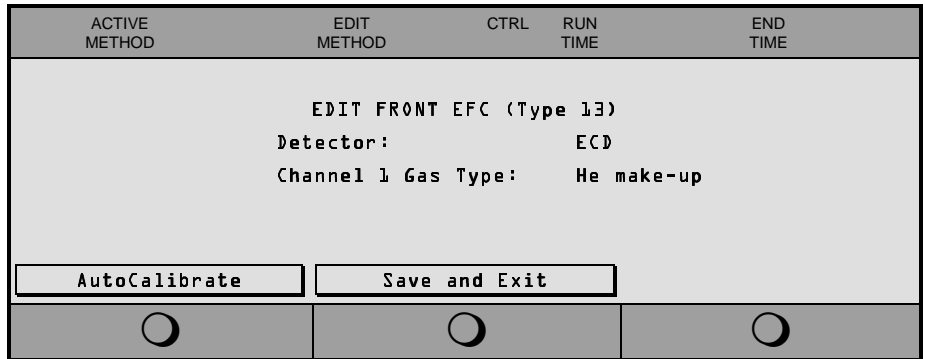 ACTIVE METHOD EDIT METHOD CTRL RUN TIME END TIME
EDIT FRONT EFC (Type 13)
Detector: ECD
Channel 1 Gas Type: He make-up
AutoCalibrate Save and Exit